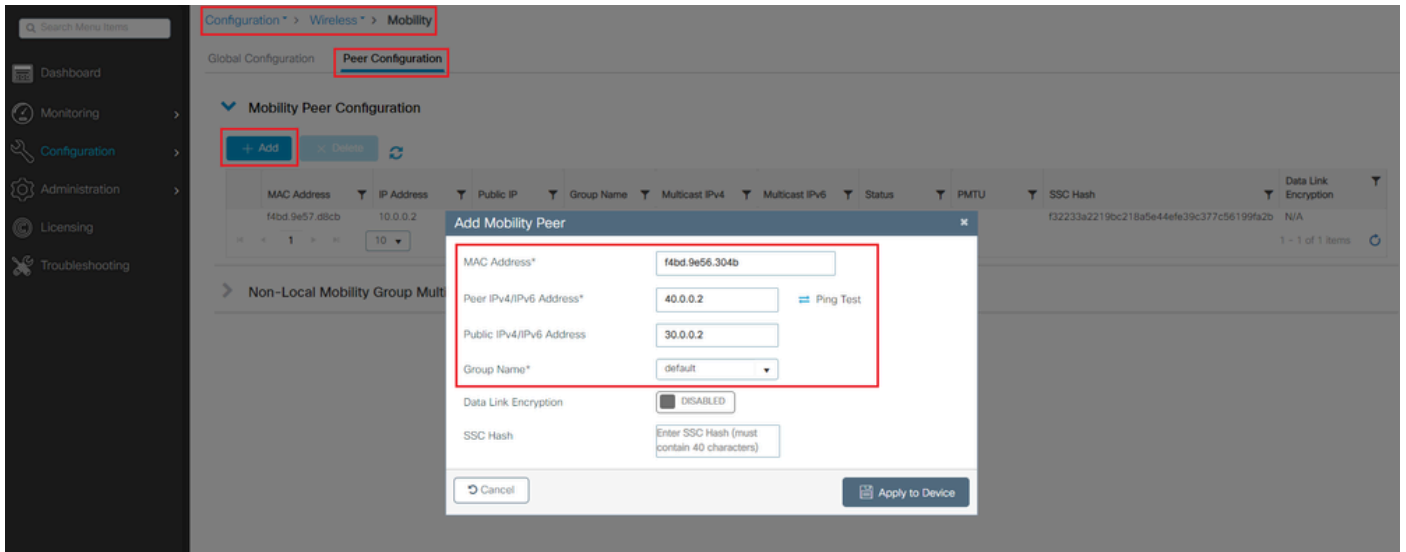 Search Menu Items
Dashboard
Monitoring
Configuration
Administration
Licensing
Troubleshooting
Configuration > Wireless > Mobility
Global Configuration Peer Configuration
Mobility Peer Configuration
+ Add × Delete
MAC Address IP Address Public IP Group Name Multicast IPv4 Multicast IPv6 Status PMTU SSC Hash Data Link Encryption
f4bd.9e57.d8cb 10.0.0.2 f32233a2219bc218a5e44efe39c377c56199fa2b N/A
1 10 1 - 1 of 1 items
Non-Local Mobility Group Multi
Add Mobility Peer
MAC Address* f4bd.9e56.304b
Peer IPv4/IPv6 Address* 40.0.0.2 Ping Test
Public IPv4/IPv6 Address 30.0.0.2
Group Name* default
Data Link Encryption DISABLED
SSC Hash Enter SSC Hash (must
contain 40 characters)
Cancel Apply to Device